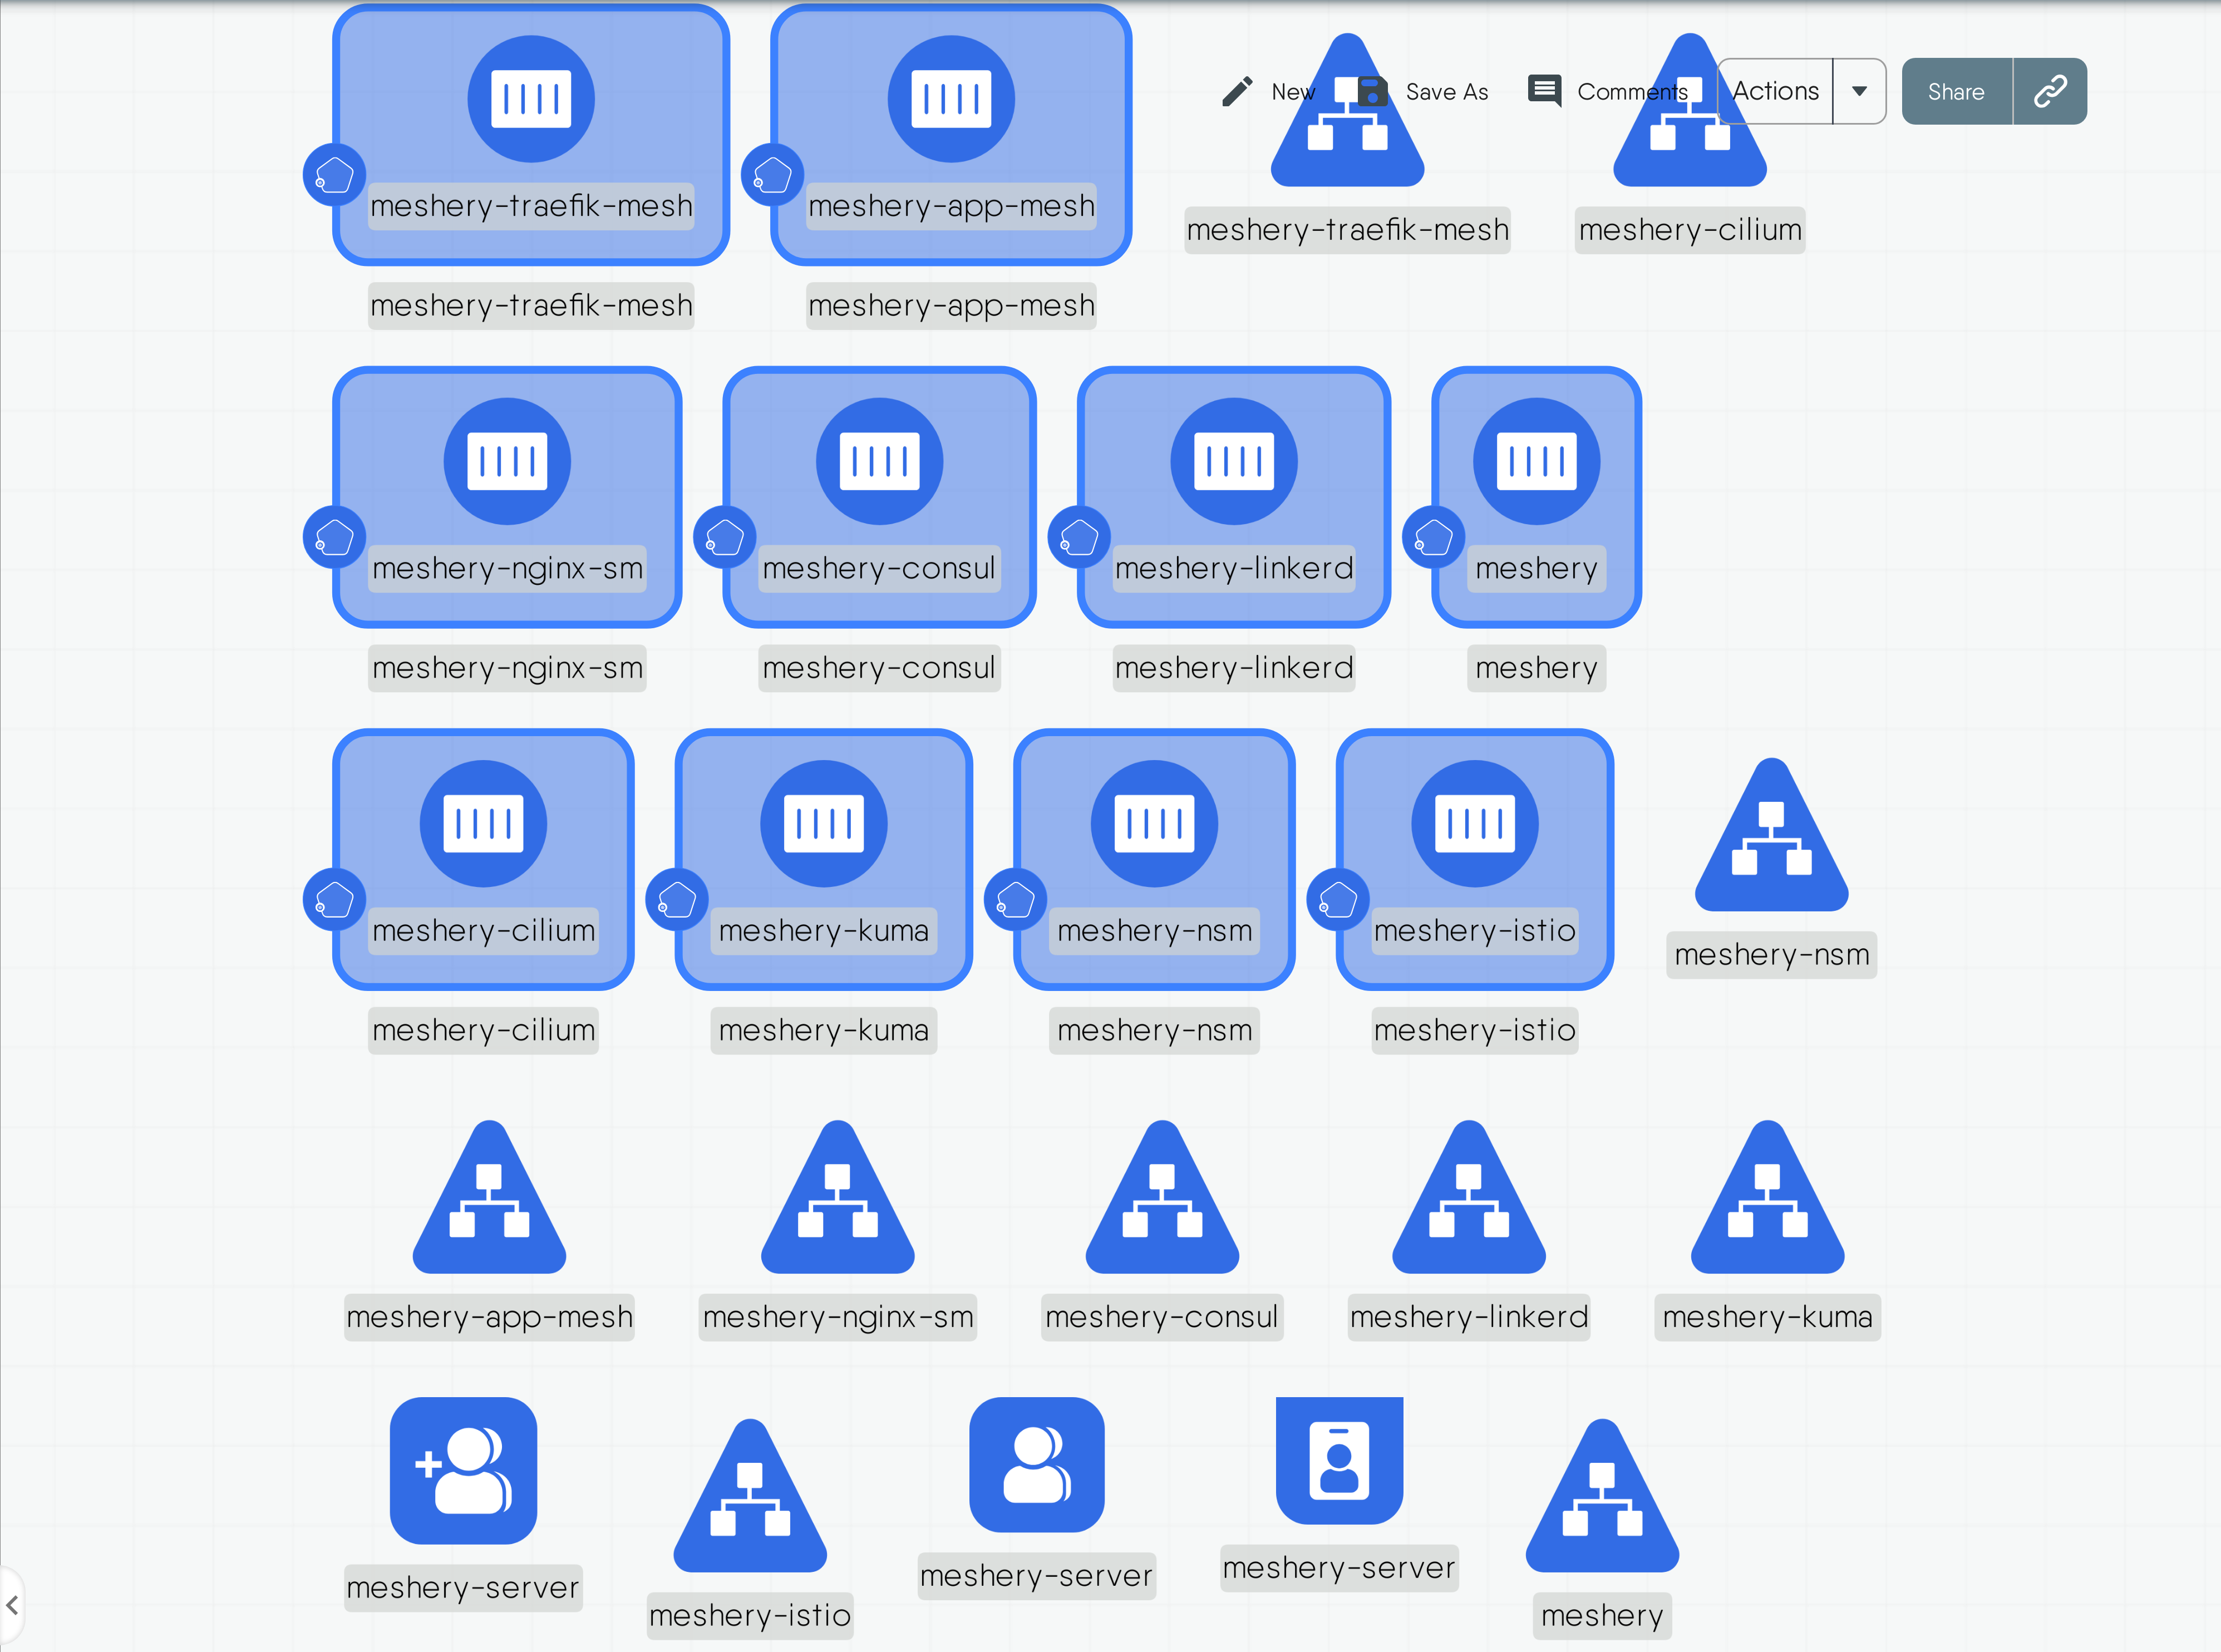 New
Save As
Comments
Actions
Share
meshery-traefik-mesh
meshery-app-mesh
meshery-traefik-mesh
meshery-cilium
meshery-traefik-mesh
meshery-app-mesh
meshery-nginx-sm
meshery-consul
meshery-linkerd
meshery
meshery-nginx-sm
meshery-consul
meshery-linkerd
meshery
meshery-cilium
meshery-kuma
meshery-nsm
meshery-istio
meshery-nsm
meshery-cilium
meshery-kuma
meshery-nsm
meshery-istio
meshery-app-mesh
meshery-nginx-sm
meshery-consul
meshery-linkerd
meshery-kuma
meshery-server
meshery-istio
meshery-server
meshery-server
meshery